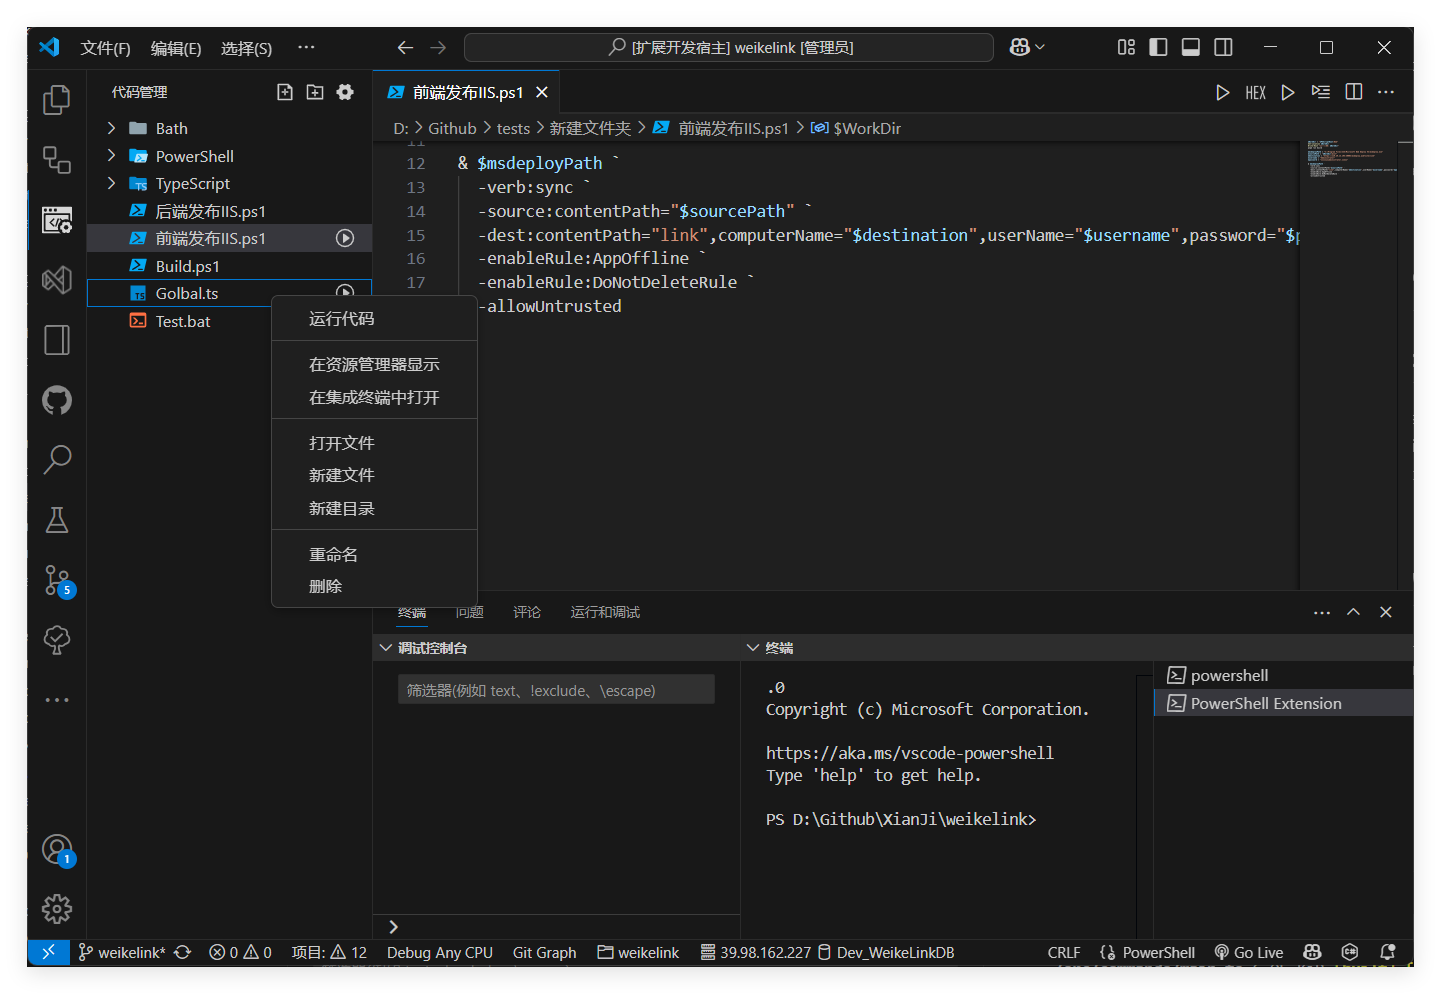 文件(F) 编辑(E) 选择(S) ···
[扩展开发宿主] weikelink [管理员]
代码管理
Bath
PowerShell
TypeScript
后端发布IIS.ps1
前端发布IIS.ps1
Build.ps1
Golbal.ts
Test.bat
运行代码
在资源管理器显示
在集成终端中打开
打开文件
新建文件
新建目录
重命名
删除
前端发布IIS.ps1
HEX
D: > Github > tests > 新建文件夹 > 前端发布IIS.ps1 > $WorkDir
11
12 & $msdeployPath `
13 -verb:sync `
14 -source:contentPath="$sourcePath" `
15 -dest:contentPath="link",computerName="$destination",userName="$username",password="$
16 -enableRule:AppOffline `
17 -enableRule:DoNotDeleteRule `
-allowUntrusted
终端 问题 评论 运行和调试
调试控制台
筛选器(例如 text、!exclude、\escape)
终端
.0
Copyright (c) Microsoft Corporation.
https://aka.ms/vscode-powershell
Type 'help' to get help.
PS D:\Github\XianJi\weikelink>
powershell
PowerShell Extension
5
1
weikelink* 0 0 项目: 12 Debug Any CPU Git Graph weikelink 39.98.162.227 Dev_WeikeLinkDB CRLF PowerShell Go Live